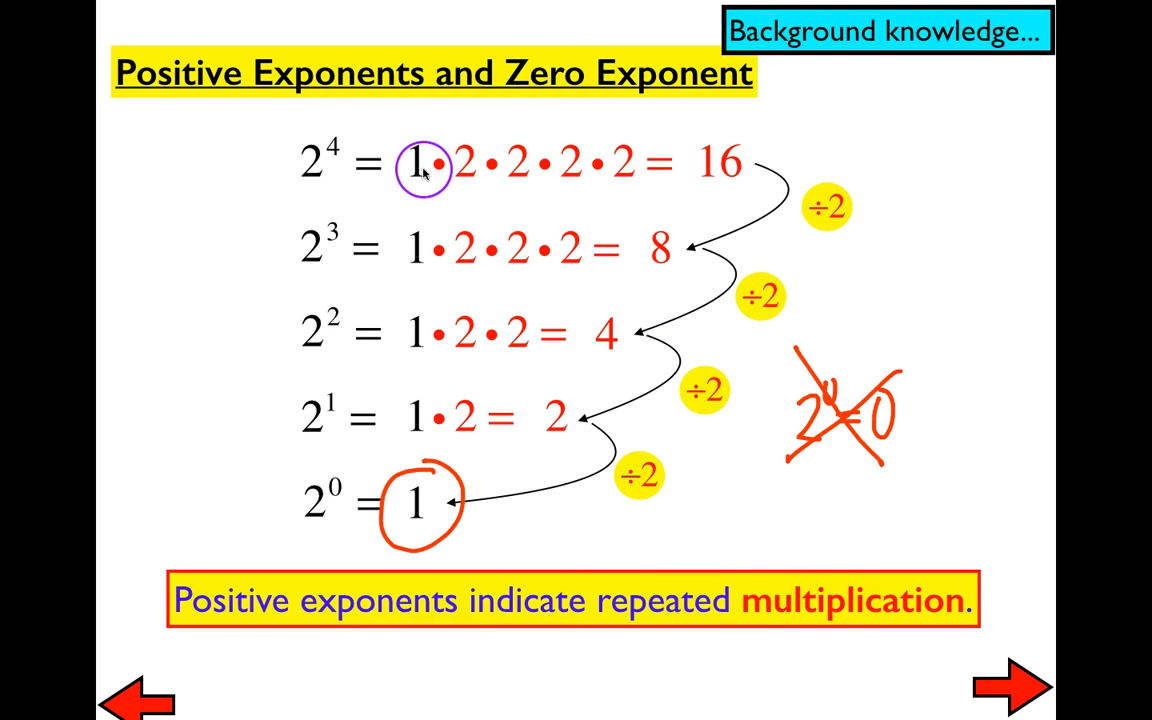 Background knowledge...
Positive Exponents and Zero Exponent
2⁴ = 1•2•2•2•2 = 16
÷2
2³ = 1•2•2•2 = 8
÷2
2² = 1•2•2 = 4
÷2
2¹ = 1•2 = 2
2⁰=0
÷2
2⁰ = 1
Positive exponents indicate repeated multiplication.